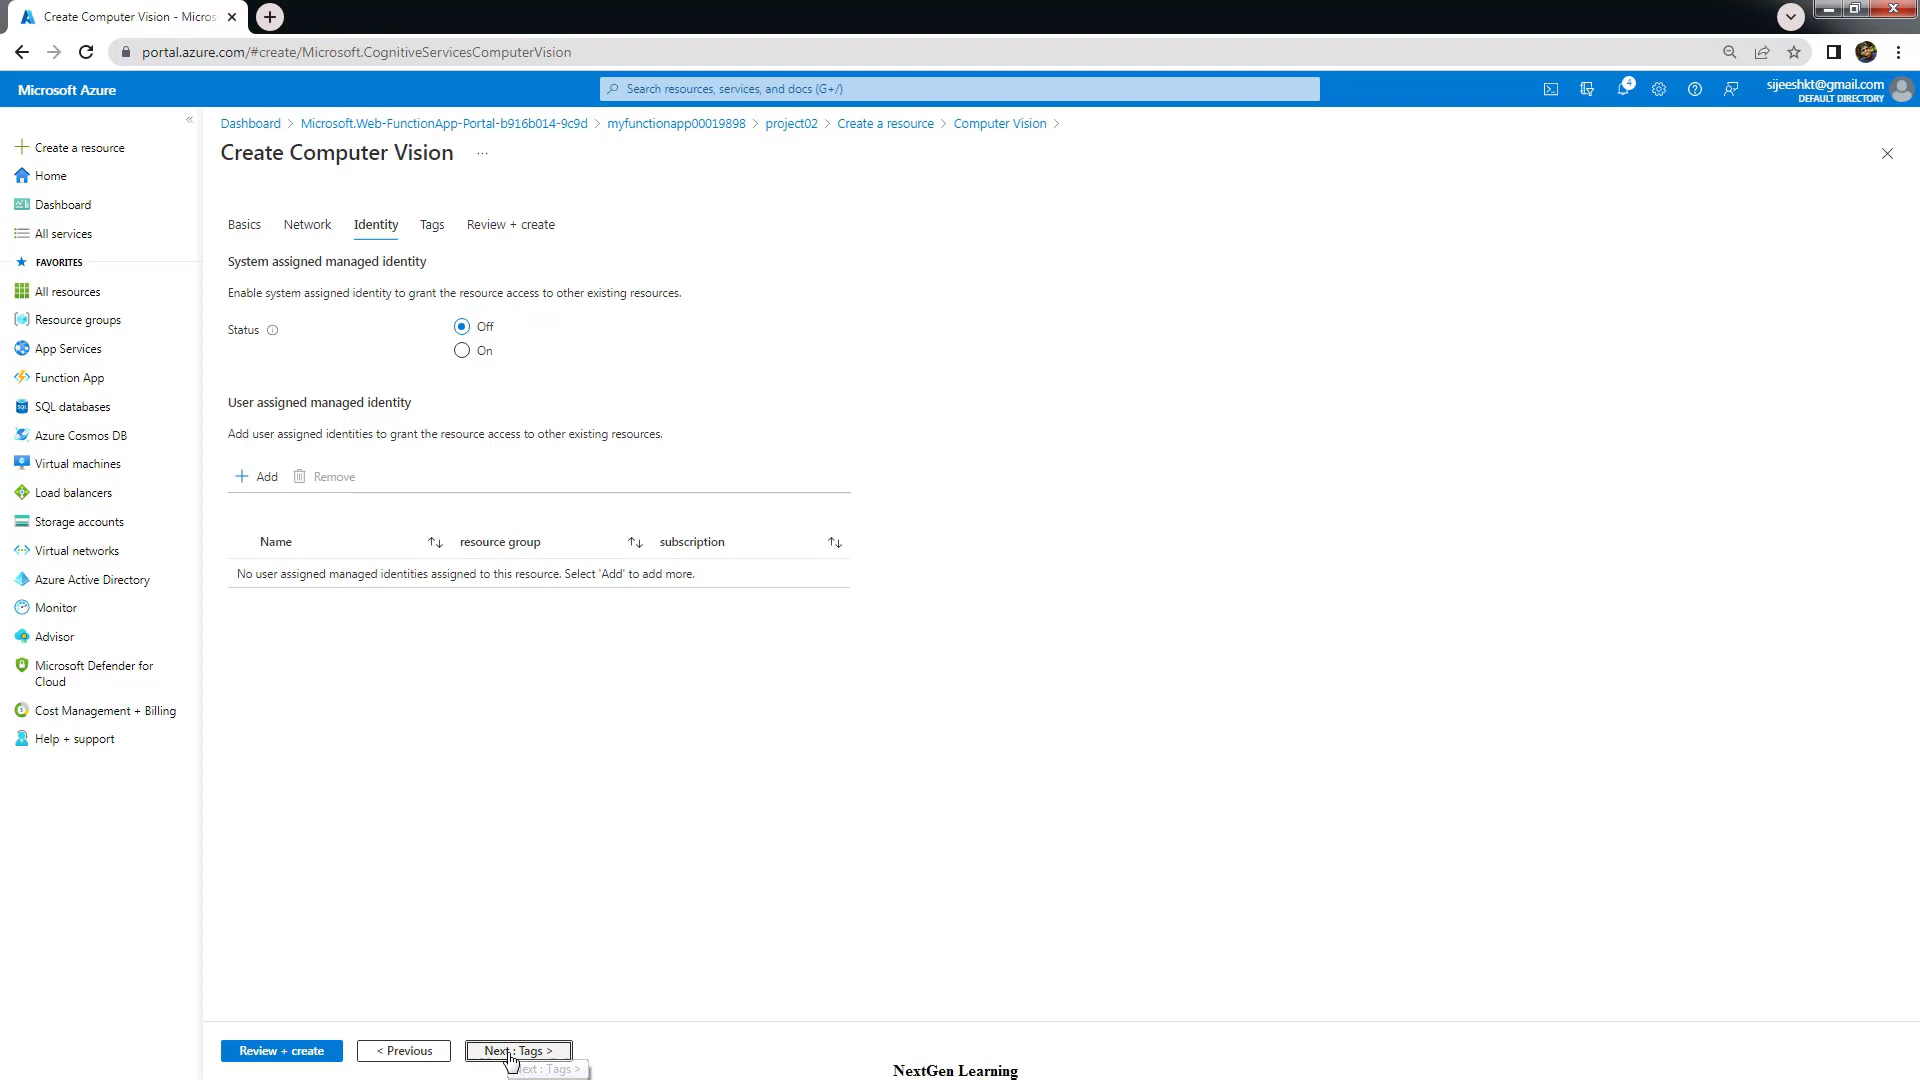 Create Computer Vision - Micros
portal.azure.com/#create/Microsoft.CognitiveServicesComputerVision
Microsoft Azure
Search resources, services, and docs (G+/)
4
sijeeshkt@gmail.com
DEFAULT DIRECTORY
Create a resource
Home
Dashboard
All services
FAVORITES
All resources
Resource groups
App Services
Function App
SQL databases
Azure Cosmos DB
Virtual machines
Load balancers
Storage accounts
Virtual networks
Azure Active Directory
Monitor
Advisor
Microsoft Defender for
Cloud
Cost Management + Billing
Help + support
Dashboard > Microsoft.Web-FunctionApp-Portal-b916b014-9c9d > myfunctionapp00019898 > project02 > Create a resource > Computer Vision >
Create Computer Vision ...
Basics Network Identity Tags Review + create
System assigned managed identity
Enable system assigned identity to grant the resource access to other existing resources.
Status
Off
On
User assigned managed identity
Add user assigned identities to grant the resource access to other existing resources.
+ Add Remove
Name resource group subscription
No user assigned managed identities assigned to this resource. Select 'Add' to add more.
Review + create < Previous Next : Tags >
Next : Tags >
NextGen Learning